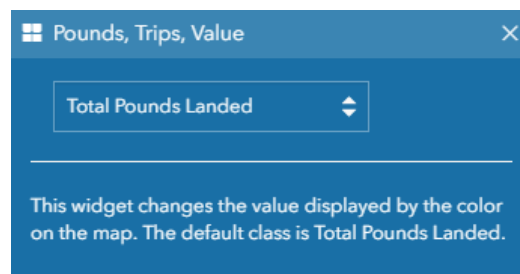 Pounds, Trips, Value
Total Pounds Landed
This widget changes the value displayed by the color
on the map. The default class is Total Pounds Landed.